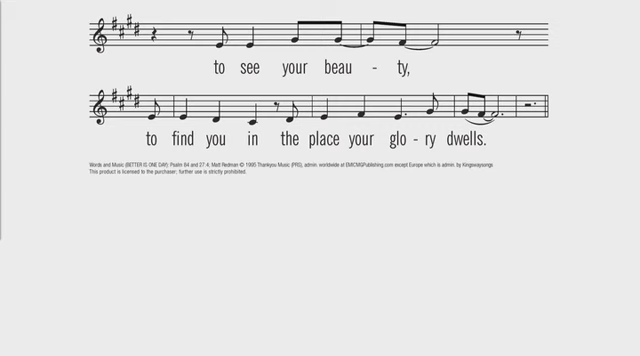 to see your beau - ty,
to find you in the place your glo - ry dwells.
Words and Music (BETTER IS ONE DAY): Psalm 84 and 27:4, Matt Redman © 1995 Thankyou Music (PRS), admin. worldwide at EMICMGPublishing.com except Europe which is admin. by Kingswaysongs
This product is licensed to the purchaser; further use is strictly prohibited.